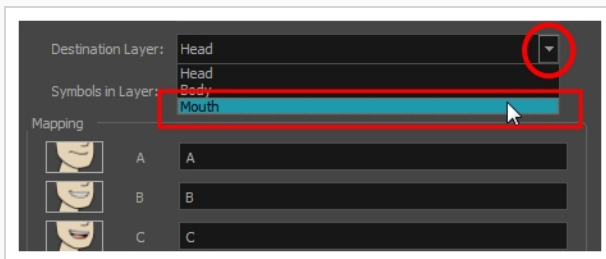 Destination Layer: Head
Head
Symbols in Layer: Body
Mouth
Mapping
A A
B B
C C